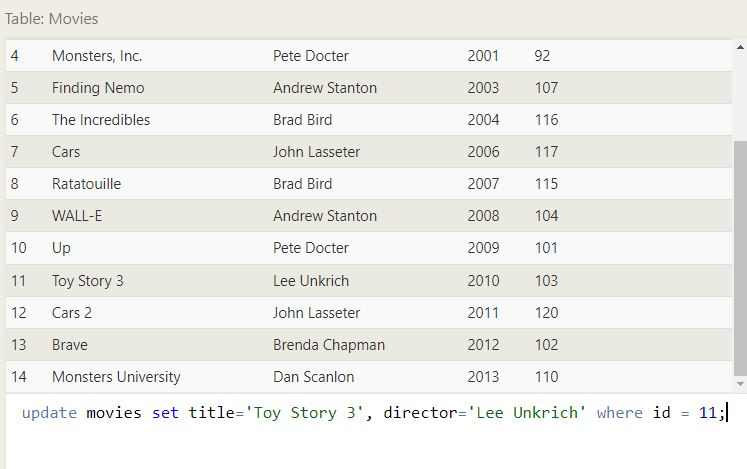 Table: Movies
4 Monsters, Inc. Pete Docter 2001 92
5 Finding Nemo Andrew Stanton 2003 107
6 The Incredibles Brad Bird 2004 116
7 Cars John Lasseter 2006 117
8 Ratatouille Brad Bird 2007 115
9 WALL-E Andrew Stanton 2008 104
10 Up Pete Docter 2009 101
11 Toy Story 3 Lee Unkrich 2010 103
12 Cars 2 John Lasseter 2011 120
13 Brave Brenda Chapman 2012 102
14 Monsters University Dan Scanlon 2013 110
update movies set title='Toy Story 3', director='Lee Unkrich' where id = 11;